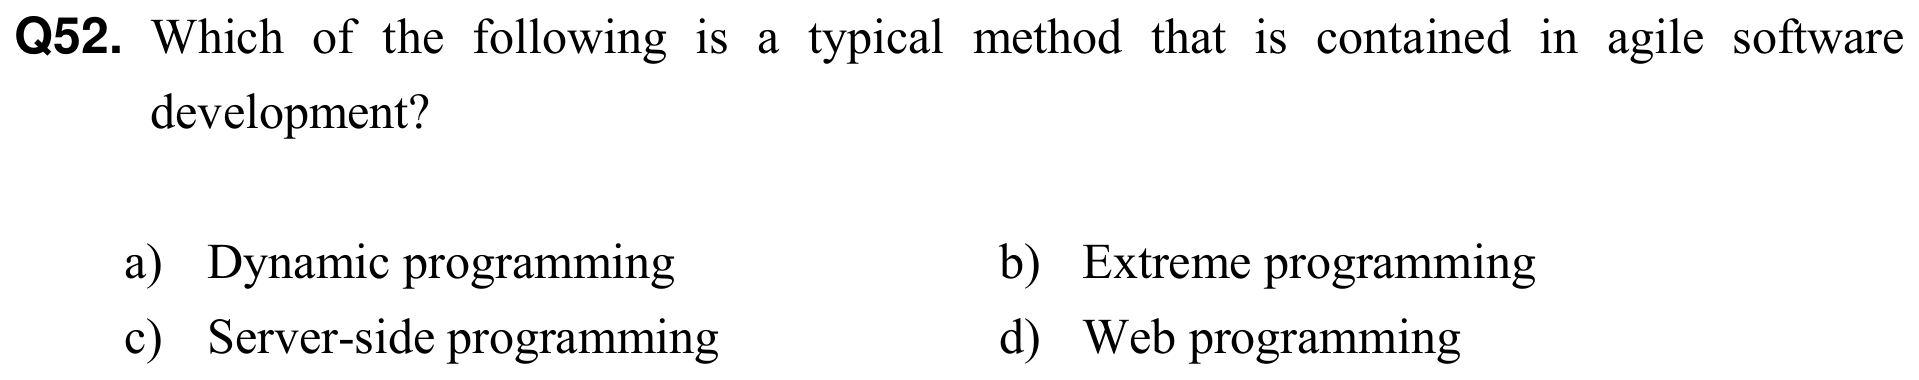 Q52. Which of the following is a typical method that is contained in agile software
development?
a) Dynamic programming b) Extreme programming
c) Server-side programming d) Web programming